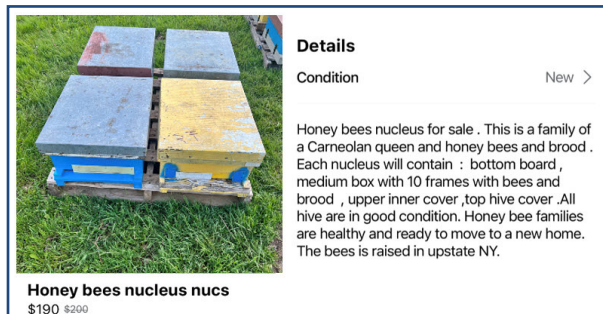 Details
Condition
New
Honey bees nucleus for sale . This is a family of
a Carneolan queen and honey bees and brood .
Each nucleus will contain : bottom board ,
medium box with 10 frames with bees and
brood , upper inner cover ,top hive cover .All
hive are in good condition. Honey bee families
are healthy and ready to move to a new home.
The bees is raised in upstate NY.
Honey bees nucleus nucs
$190 $200